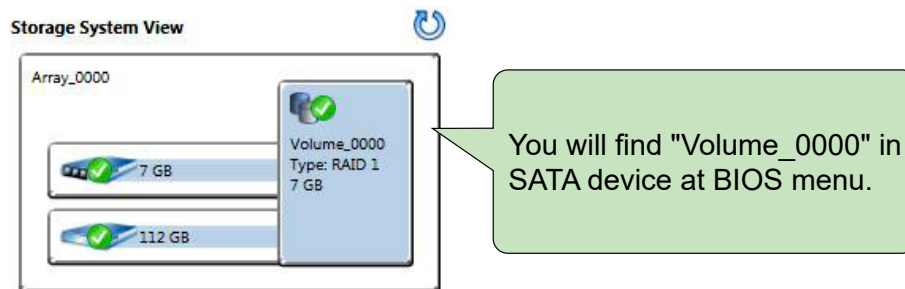 Storage System View
Array_0000
Volume_0000
Type: RAID 1
7 GB
7 GB
112 GB
You will find "Volume_0000" in
SATA device at BIOS menu.